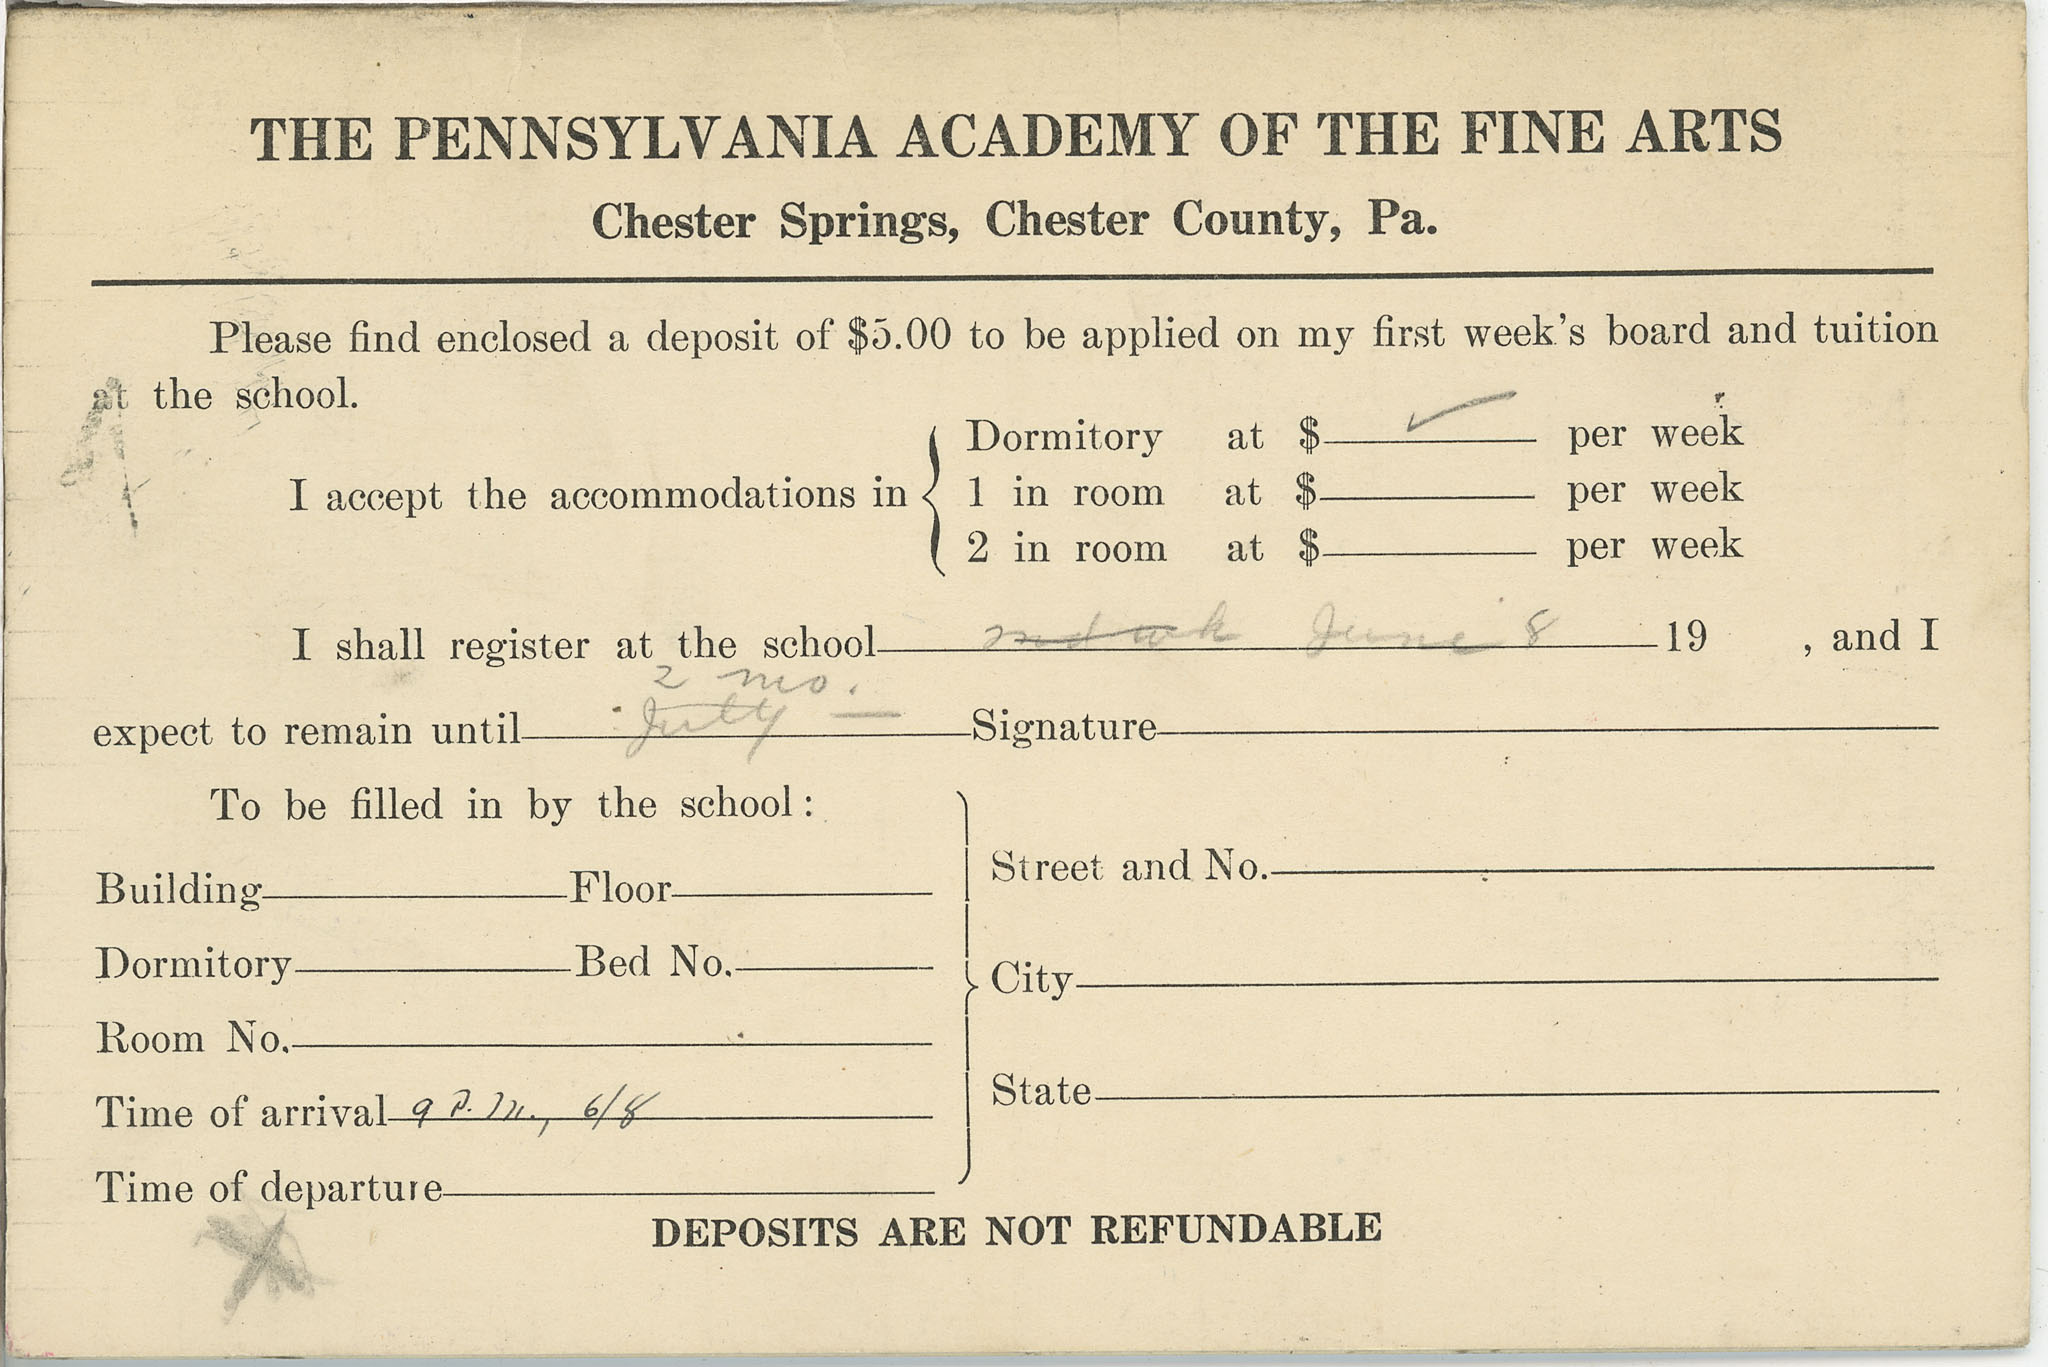 THE PENNSYLVANIA ACADEMY OF THE FINE ARTS
Chester Springs, Chester County, Pa.
Please find enclosed a deposit of $5.00 to be applied on my first week's board and tuition
at the school.
I accept the accommodations in
Dormitory at $ ✓ per week
1 in room at $ per week
2 in room at $ per week
I shall register at the school June 8 19 , and I
2 mo.
expect to remain until July — Signature
To be filled in by the school:
Building Floor
Dormitory Bed No.
Room No.
Time of arrival 9 P.M., 6/8
Time of departure
Street and No.
City
State
DEPOSITS ARE NOT REFUNDABLE